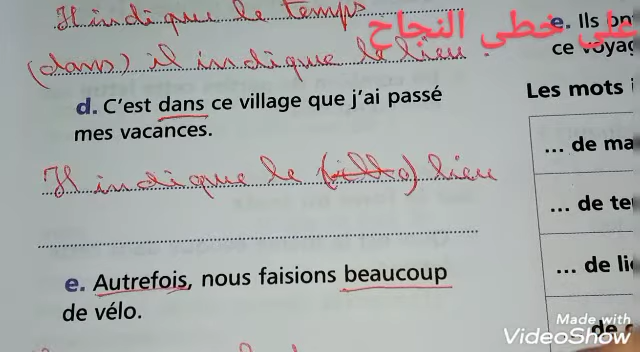 Il indique le temps
(dans) il indique le lieu
على خطى النجاح
d. C'est dans ce village que j'ai passé
mes vacances.
Il indique le lieu
e. Autrefois, nous faisions beaucoup
de vélo.
e. Ils on
ce voyag
Les mots i
... de ma
... de te
... de li
... de
Made with
VideoShow